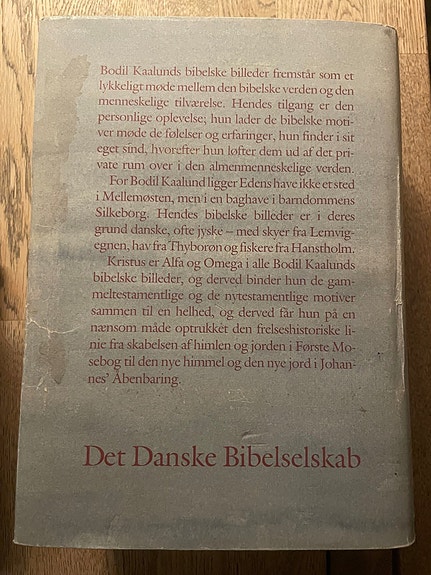 Bodil Kaalunds bibelske billeder fremstår som et
lykkeligt møde mellem den bibelske verden og den
menneskelige tilværelse. Hendes tilgang er den
personlige oplevelse; hun lader de bibelske moti-
ver møde de følelser og erfaringer, hun finder i sit
eget sind, hvorefter hun løfter dem ud af det pri-
vate rum over i den almenmenneskelige verden.
For Bodil Kaalund ligger Edens have ikke et sted
i Mellemøsten, men i en baghave i barndommens
Silkeborg. Hendes bibelske billeder er i deres
grund danske, ofte jyske – med skyer fra Lemvig-
egnen, hav fra Thyborøn og fiskere fra Hanstholm.
Kristus er Alfa og Omega i alle Bodil Kaalunds
bibelske billeder, og derved binder hun de gam-
meltestamentlige og de nytestamentlige motiver
sammen til en helhed, og derved får hun på en
nænsom måde optrukket den frelseshistoriske li-
nie fra skabelsen af himlen og jorden i Første Mo-
sebog til den nye himmel og den nye jord i Johan-
nes' Åbenbaring.
Det Danske Bibelselskab